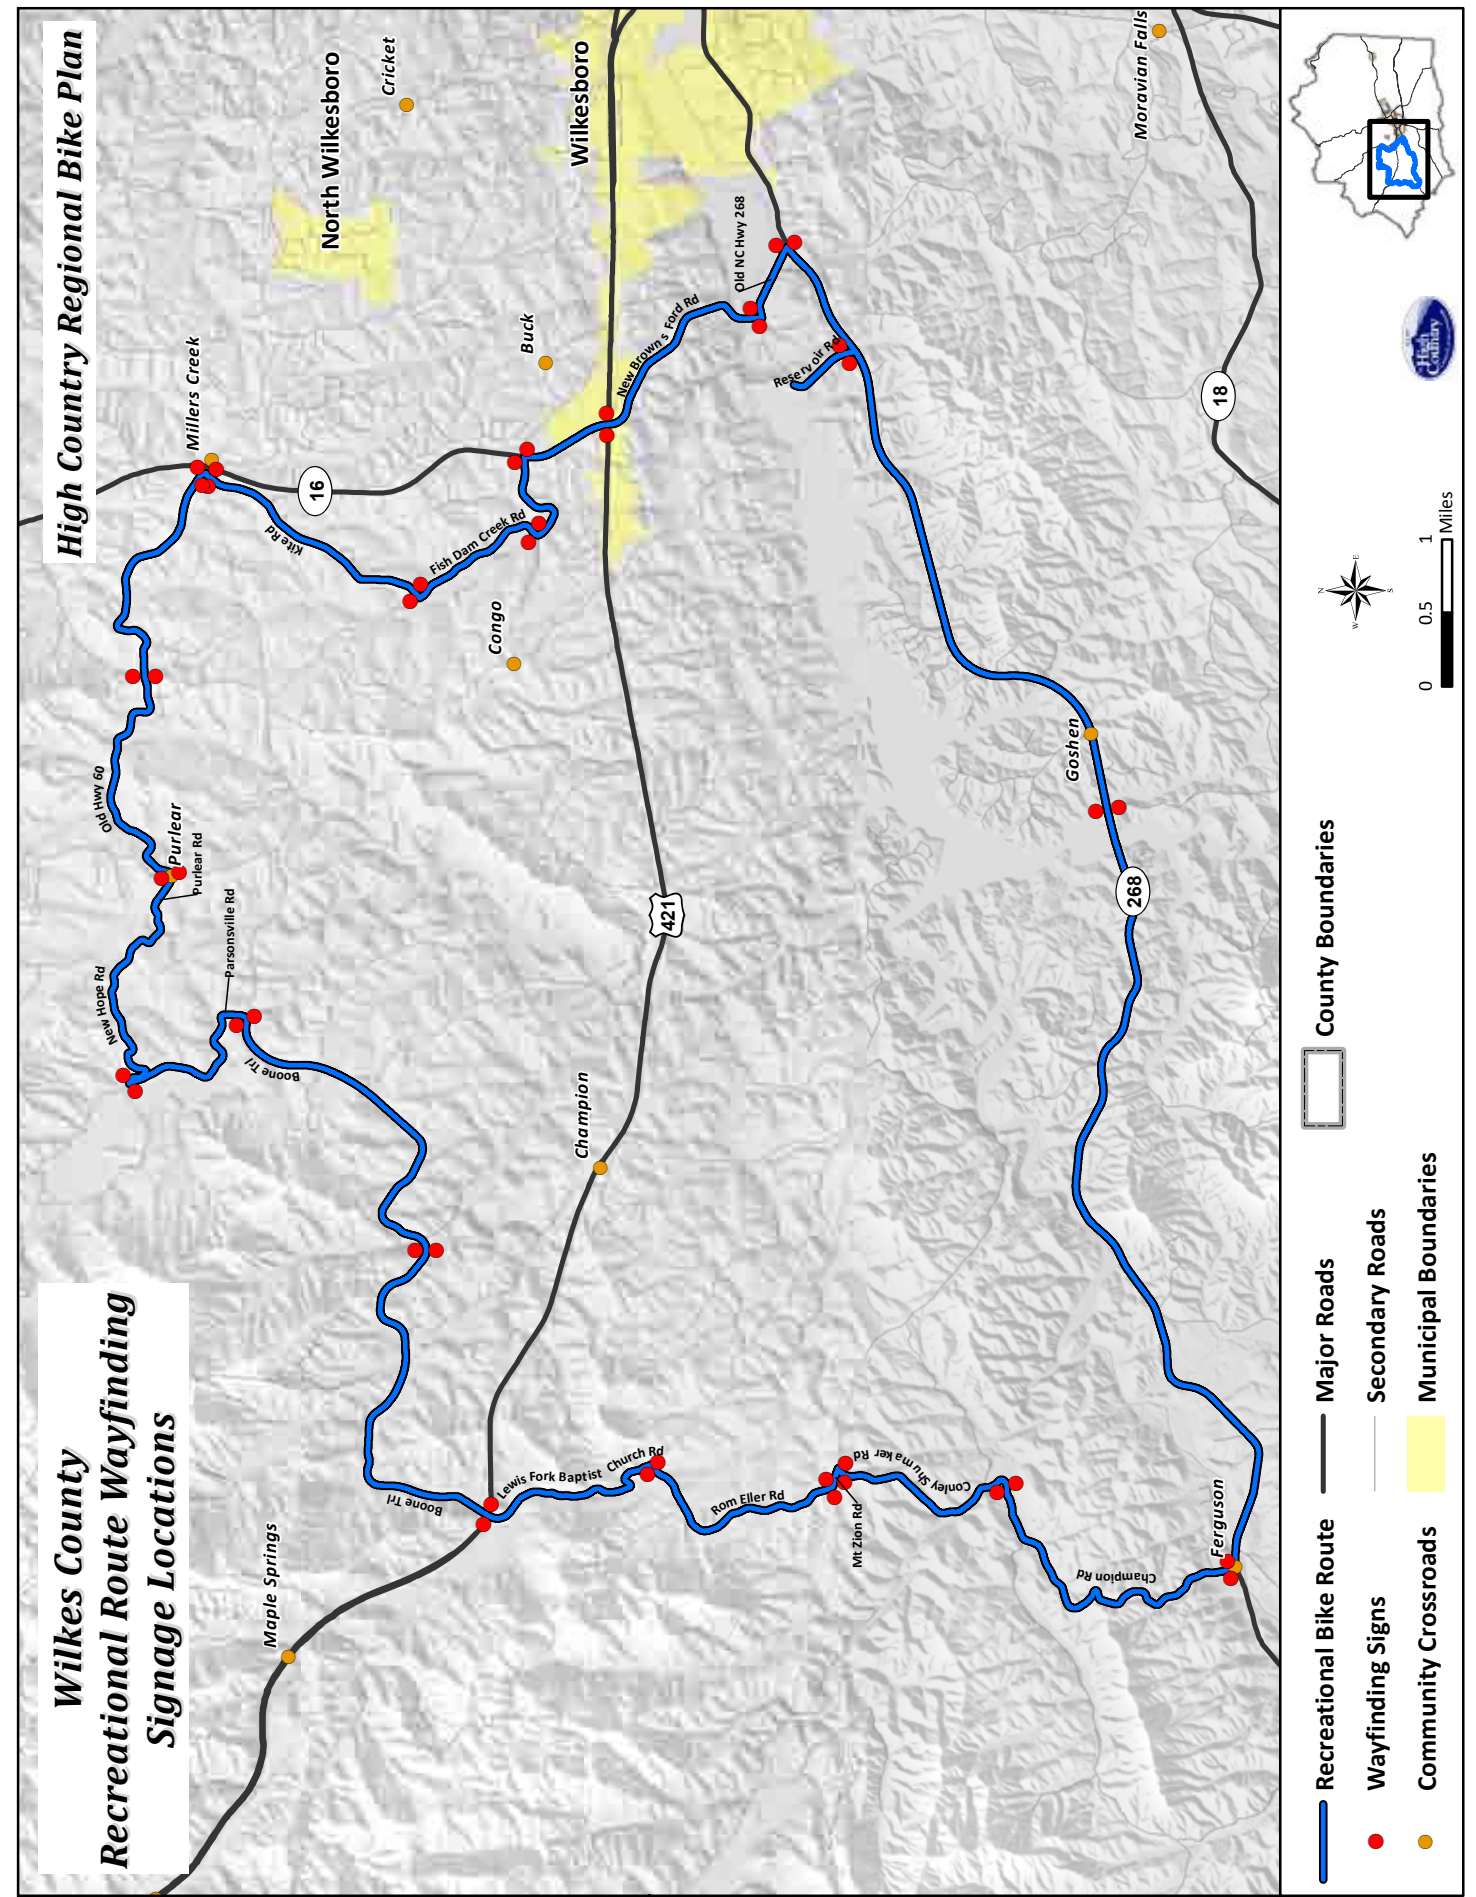 Wilkes County
Recreational Route Wayfinding
Signage Locations
High Country Regional Bike Plan
Maple Springs
Boone Trl
Lewis Fork Baptist Church Rd
Rom Eller Rd
Mt Zion Rd
Conley Shumaker Rd
Champion Rd
Ferguson
Champion
421
Boone Trl
Parsonsville Rd
New Hope Rd
Purlear Rd
Purlear
Old Hwy 60
Millers Creek
Kite Rd
16
Fish Dam Creek Rd
Congo
Buck
North Wilkesboro
Cricket
Wilkesboro
New Brown s Ford Rd
Old NC Hwy 268
Reservoir Rd
Goshen
268
18
Moravian Falls
Recreational Bike Route
Wayfinding Signs
Community Crossroads
Major Roads
Secondary Roads
Municipal Boundaries
County Boundaries
N
W
E
S
0 0.5 1
Miles
High
Country